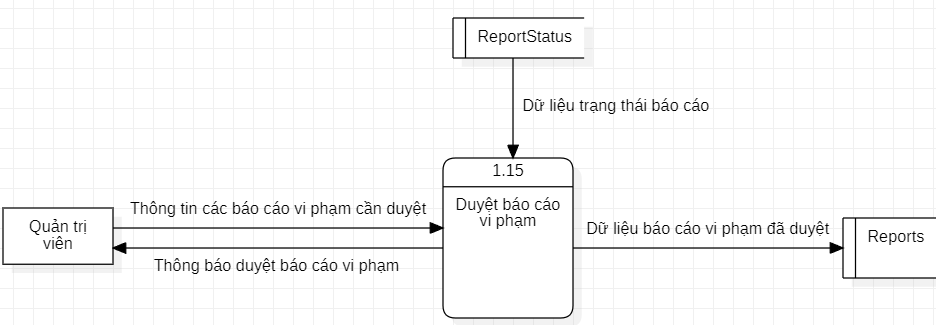 ReportStatus
Dữ liệu trạng thái báo cáo
1.15
Duyệt báo cáo
vi phạm
Thông tin các báo cáo vi phạm cần duyệt
Quản trị
viên
Thông báo duyệt báo cáo vi phạm
Dữ liệu báo cáo vi phạm đã duyệt
Reports